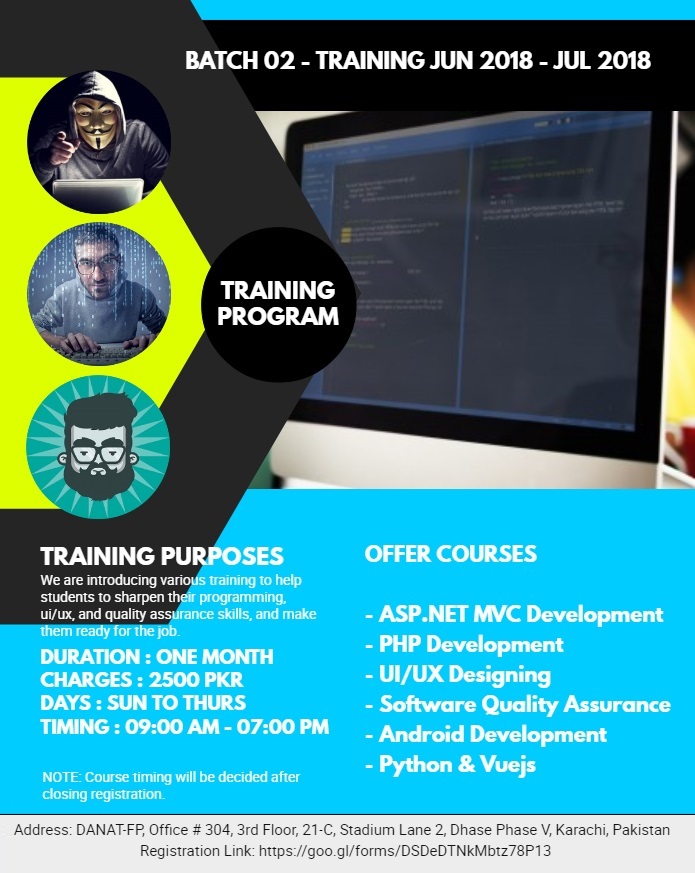 BATCH 02 - TRAINING JUN 2018 - JUL 2018
TRAINING
PROGRAM
TRAINING PURPOSES
We are introducing various training to help
students to sharpen their programming,
ui/ux, and quality assurance skills, and make
them ready for the job.
DURATION : ONE MONTH
CHARGES : 2500 PKR
DAYS : SUN TO THURS
TIMING : 09:00 AM - 07:00 PM
NOTE: Course timing will be decided after
closing registration.
OFFER COURSES
- ASP.NET MVC Development
- PHP Development
- UI/UX Designing
- Software Quality Assurance
- Android Development
- Python & Vuejs
Address: DANAT-FP, Office # 304, 3rd Floor, 21-C, Stadium Lane 2, Dhase Phase V, Karachi, Pakistan
Registration Link: https://goo.gl/forms/DSDeDTNkMbtz78P13